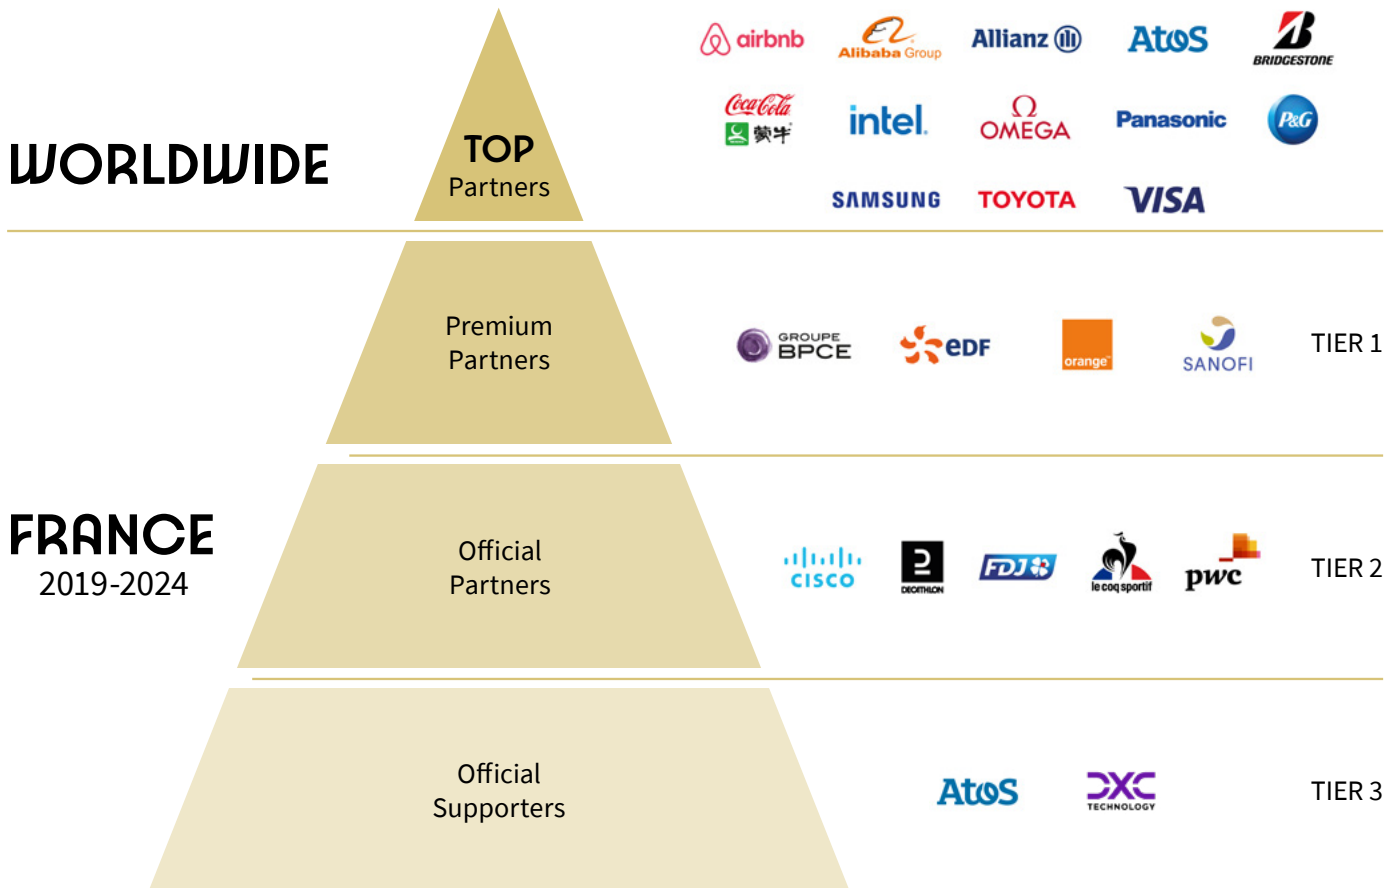 airbnb
Alibaba Group
Allianz
Atos
BRIDGESTONE
Coca-Cola
蒙牛
intel.
Ω
OMEGA
Panasonic
P&G
WORLDWIDE
TOP
Partners
SAMSUNG
TOYOTA
VISA
Premium
Partners
GROUPE
BPCE
eDF
orange™
SANOFI
TIER 1
FRANCE
2019-2024
Official
Partners
CISCO
DECATHLON
FDJ
le coq sportif
pwc
TIER 2
Official
Supporters
Atos
DXC
TECHNOLOGY
TIER 3